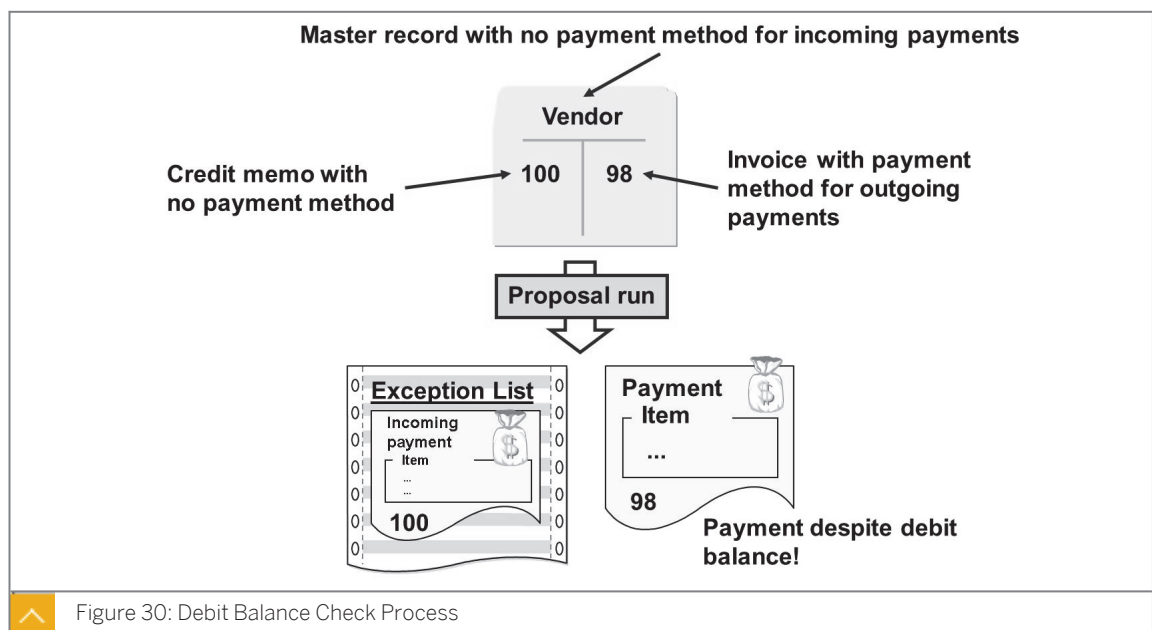 Master record with no payment method for incoming payments
Vendor
Credit memo with
no payment method
100
98
Invoice with payment
method for outgoing
payments
Proposal run
Exception List
Incoming
payment
Item
...
...
100
$
Payment
Item
...
98
$
Payment despite debit
balance!
Figure 30: Debit Balance Check Process